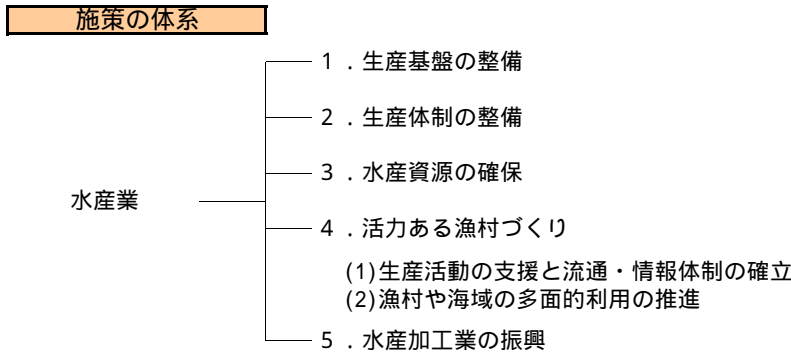 施策の体系
1．生産基盤の整備
2．生産体制の整備
3．水産資源の確保
水産業
4．活力ある漁村づくり
(1)生産活動の支援と流通・情報体制の確立
(2)漁村や海域の多面的利用の推進
5．水産加工業の振興